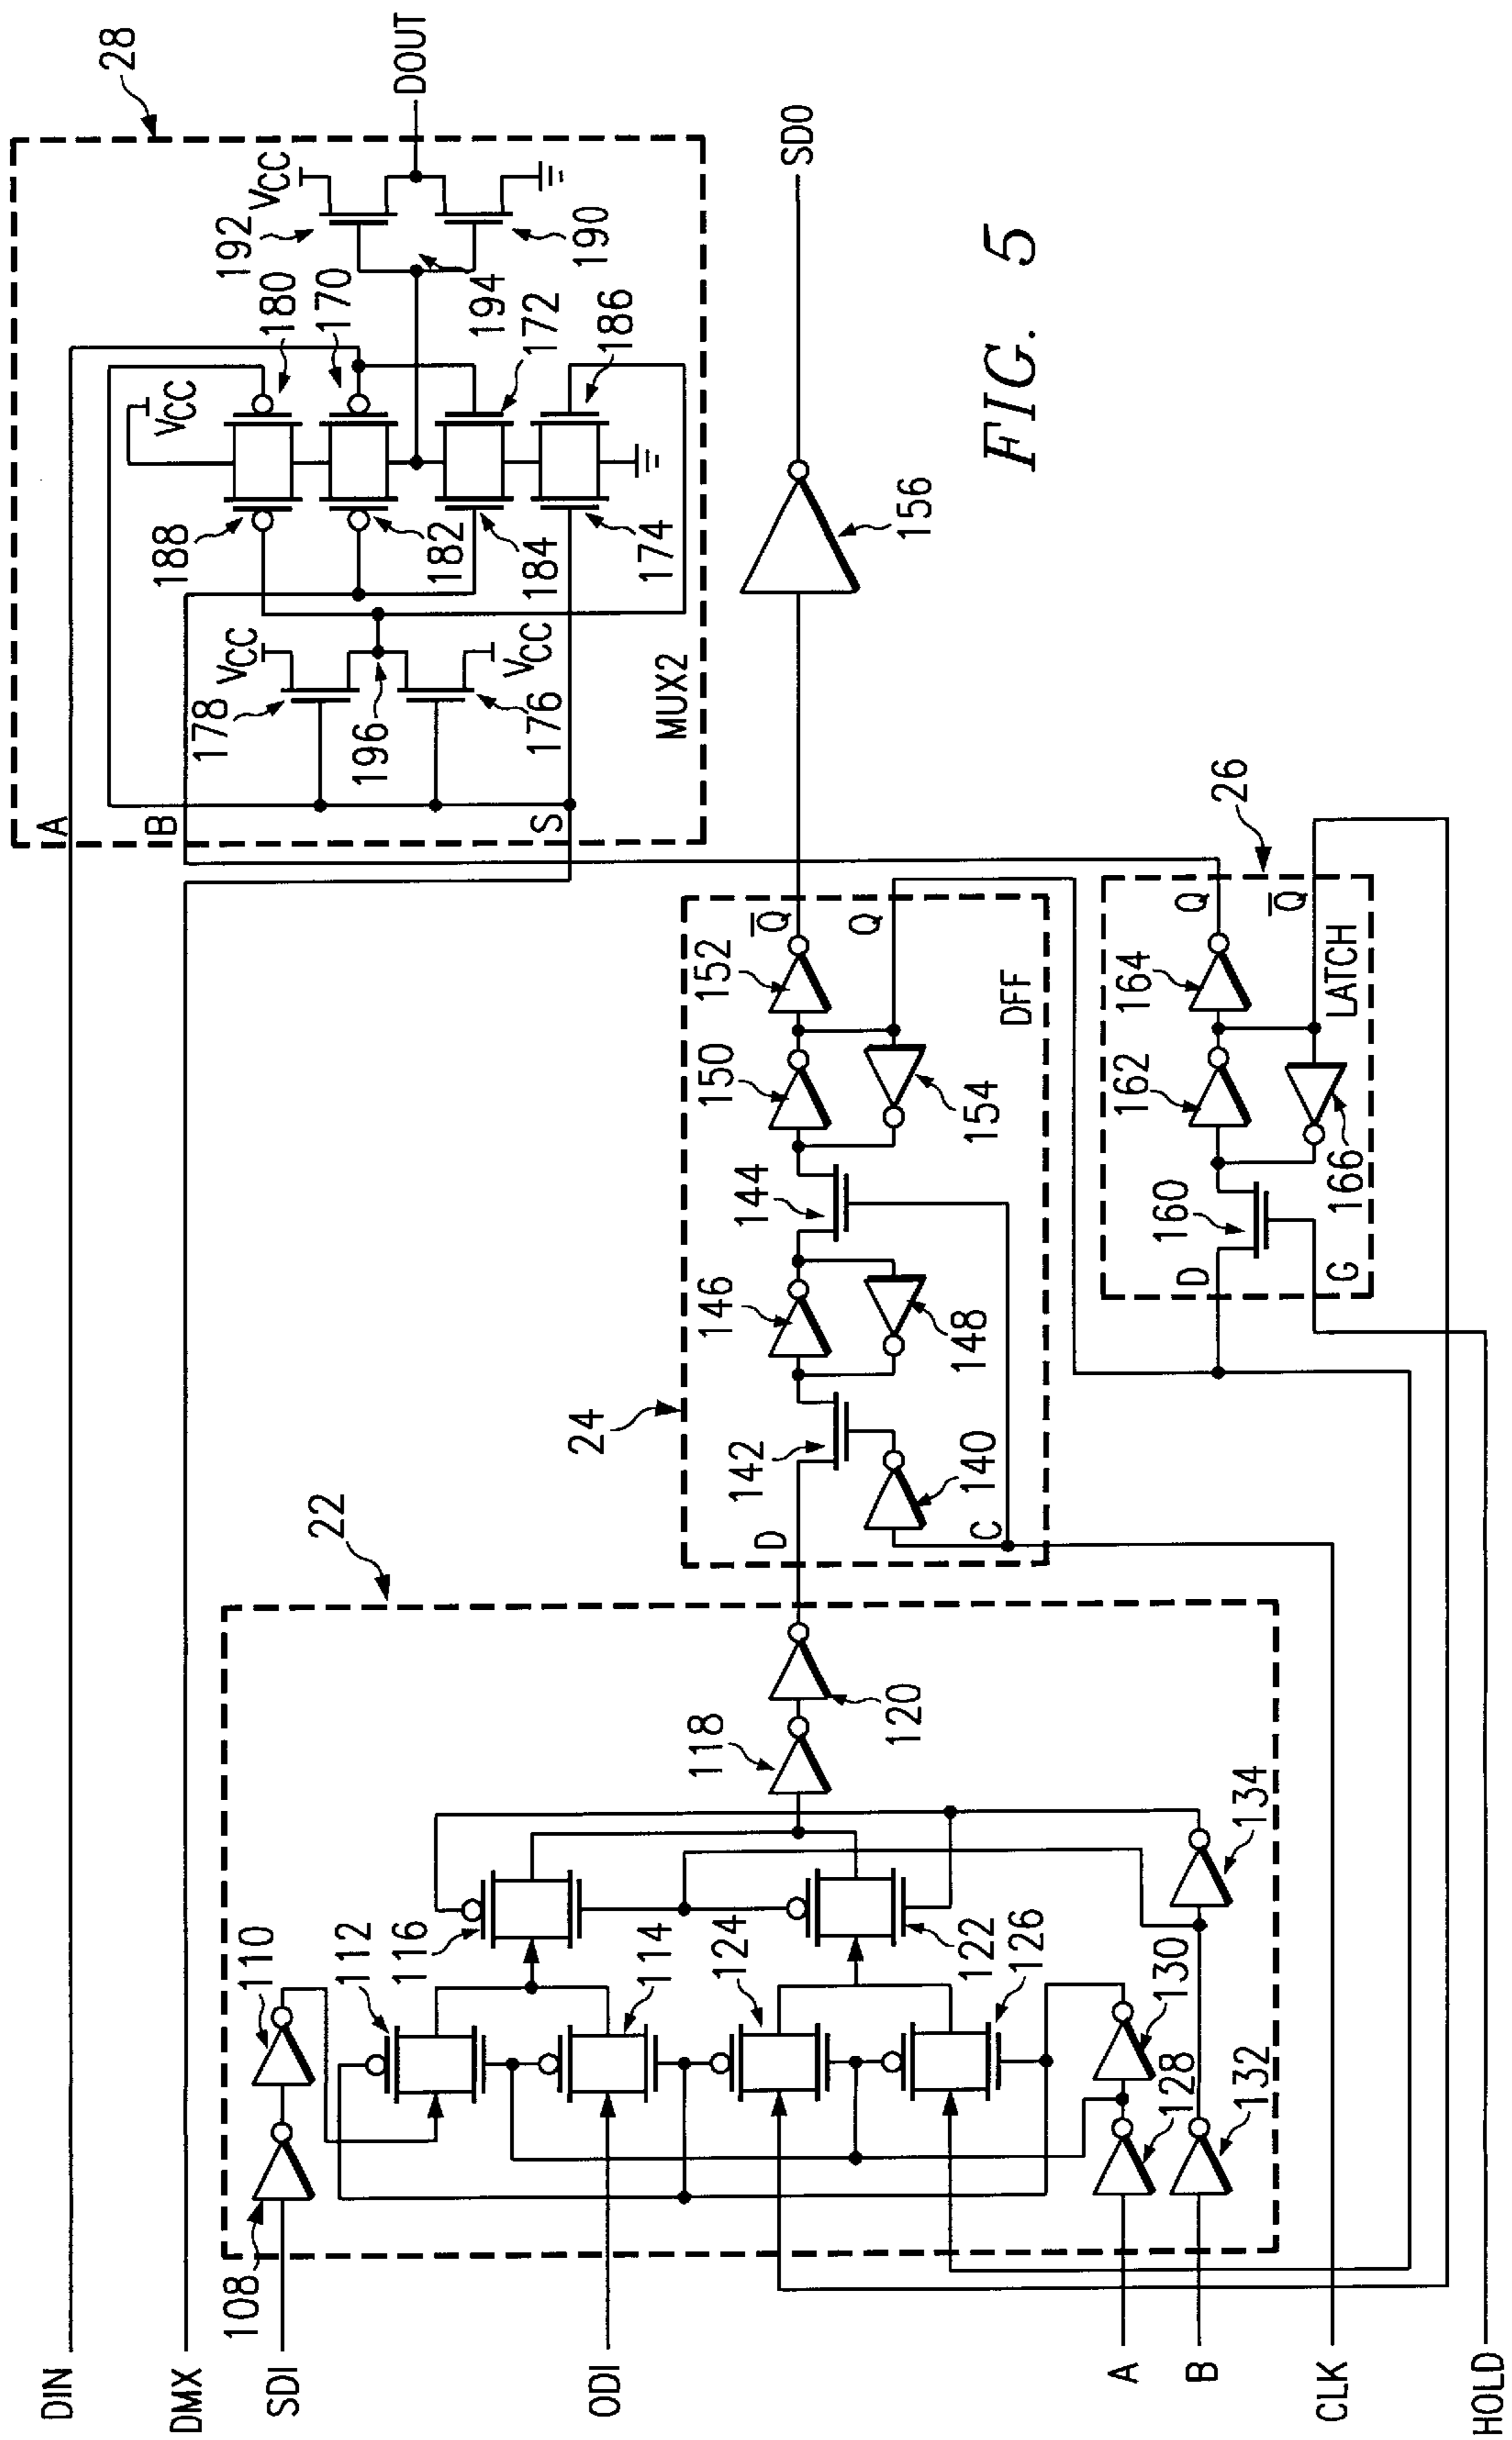 28
A
B
S
MUX2
VCC
VCC
VCC
VCC
178
196
176
188
182
184
174
180
170
172
186
192
194
190
DOUT
22
108
110
112
116
114
124
122
126
118
120
128
130
132
134
24
D
C
142
140
146
148
144
150
154
152
Q̅
Q
DFF
156
SD0
26
D
G
160
162
166
164
Q
Q̅
LATCH
DIN
DMX
SDI
ODI
A
B
CLK
HOLD
FIG. 5